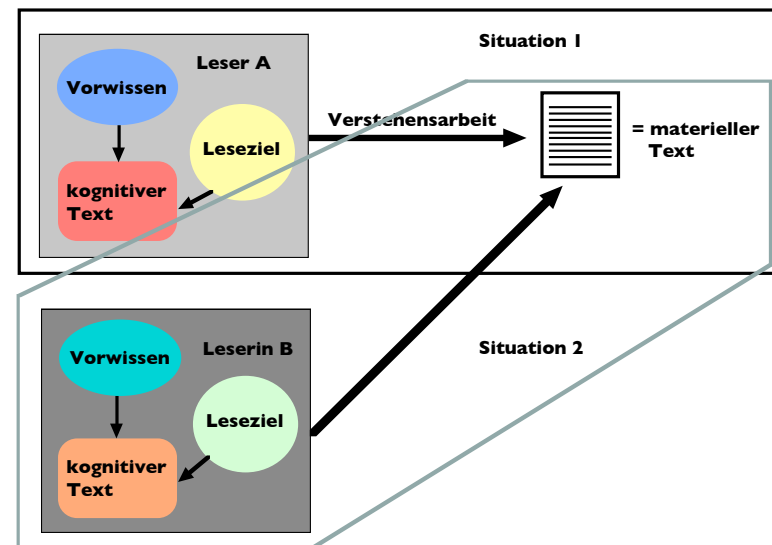 Situation 1
Leser A
Vorwissen
Verstehensarbeit
= materieller
Text
Leseziel
kognitiver
Text
Leserin B
Situation 2
Vorwissen
Leseziel
kognitiver
Text